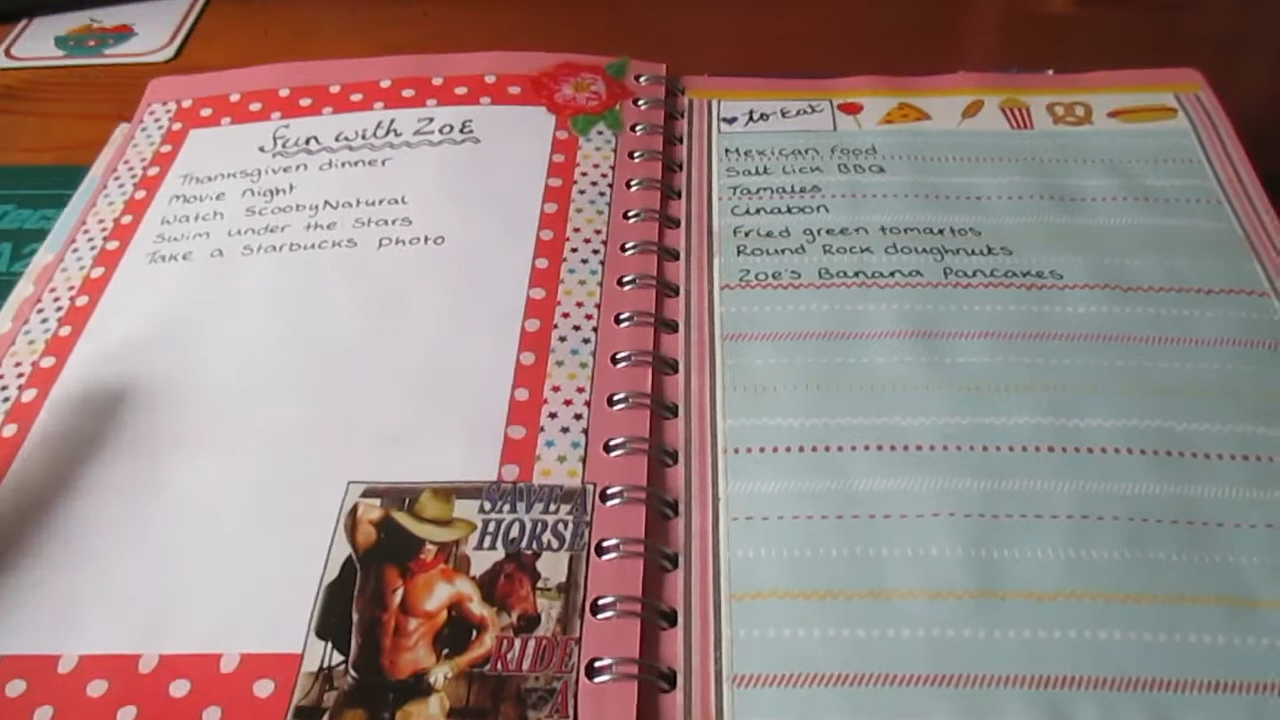 Fun with Zoe
Thanksgiven dinner
Movie night
Watch ScoobyNatural
Swim under the Stars
Take a Starbucks photo
SAVE A
HORSE
RIDE
A
to Eat
Mexican food
Salt lick BBQ
Tamales
Cinabon
Fried green tomartos
Round Rock doughnuts
Zoe's Banana Pancakes